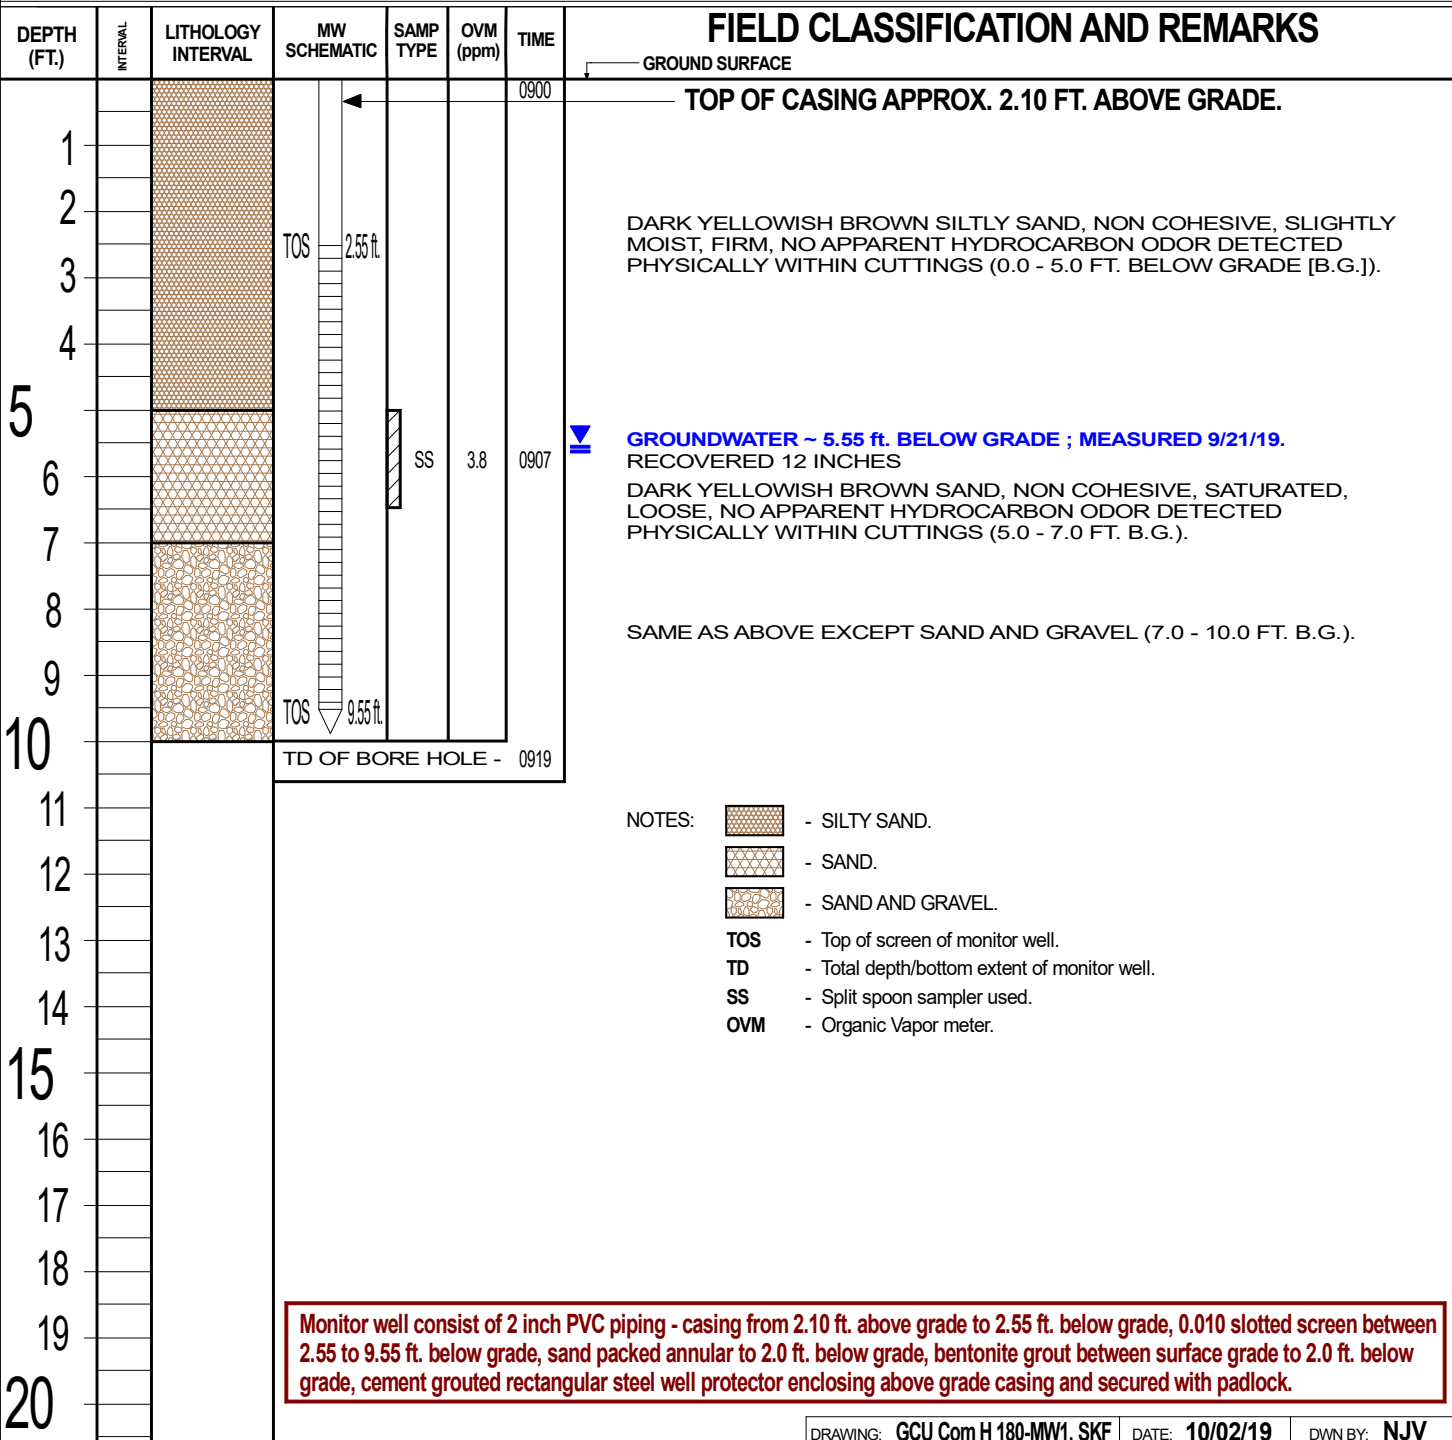 DEPTH
(FT.)
INTERVAL
LITHOLOGY
INTERVAL
MW
SCHEMATIC
SAMP
TYPE
OVM
(ppm)
TIME
FIELD CLASSIFICATION AND REMARKS
GROUND SURFACE
0900
TOP OF CASING APPROX. 2.10 FT. ABOVE GRADE.
1
2
DARK YELLOWISH BROWN SILTLY SAND, NON COHESIVE, SLIGHTLY
MOIST, FIRM, NO APPARENT HYDROCARBON ODOR DETECTED
PHYSICALLY WITHIN CUTTINGS (0.0 - 5.0 FT. BELOW GRADE [B.G.]).
TOS 2.55 ft.
3
4
5
GROUNDWATER ~ 5.55 ft. BELOW GRADE ; MEASURED 9/21/19.
RECOVERED 12 INCHES
SS 3.8 0907
6
DARK YELLOWISH BROWN SAND, NON COHESIVE, SATURATED,
LOOSE, NO APPARENT HYDROCARBON ODOR DETECTED
PHYSICALLY WITHIN CUTTINGS (5.0 - 7.0 FT. B.G.).
7
8
SAME AS ABOVE EXCEPT SAND AND GRAVEL (7.0 - 10.0 FT. B.G.).
9
TOS 9.55 ft.
10
TD OF BORE HOLE - 0919
11
NOTES:
- SILTY SAND.
- SAND.
12
- SAND AND GRAVEL.
13
TOS - Top of screen of monitor well.
TD - Total depth/bottom extent of monitor well.
SS - Split spoon sampler used.
14
OVM - Organic Vapor meter.
15
16
17
18
19
Monitor well consist of 2 inch PVC piping - casing from 2.10 ft. above grade to 2.55 ft. below grade, 0.010 slotted screen between
2.55 to 9.55 ft. below grade, sand packed annular to 2.0 ft. below grade, bentonite grout between surface grade to 2.0 ft. below
grade, cement grouted rectangular steel well protector enclosing above grade casing and secured with padlock.
20
DRAWING: GCU Com H 180-MW1. SKF DATE: 10/02/19 DWN BY: NJV